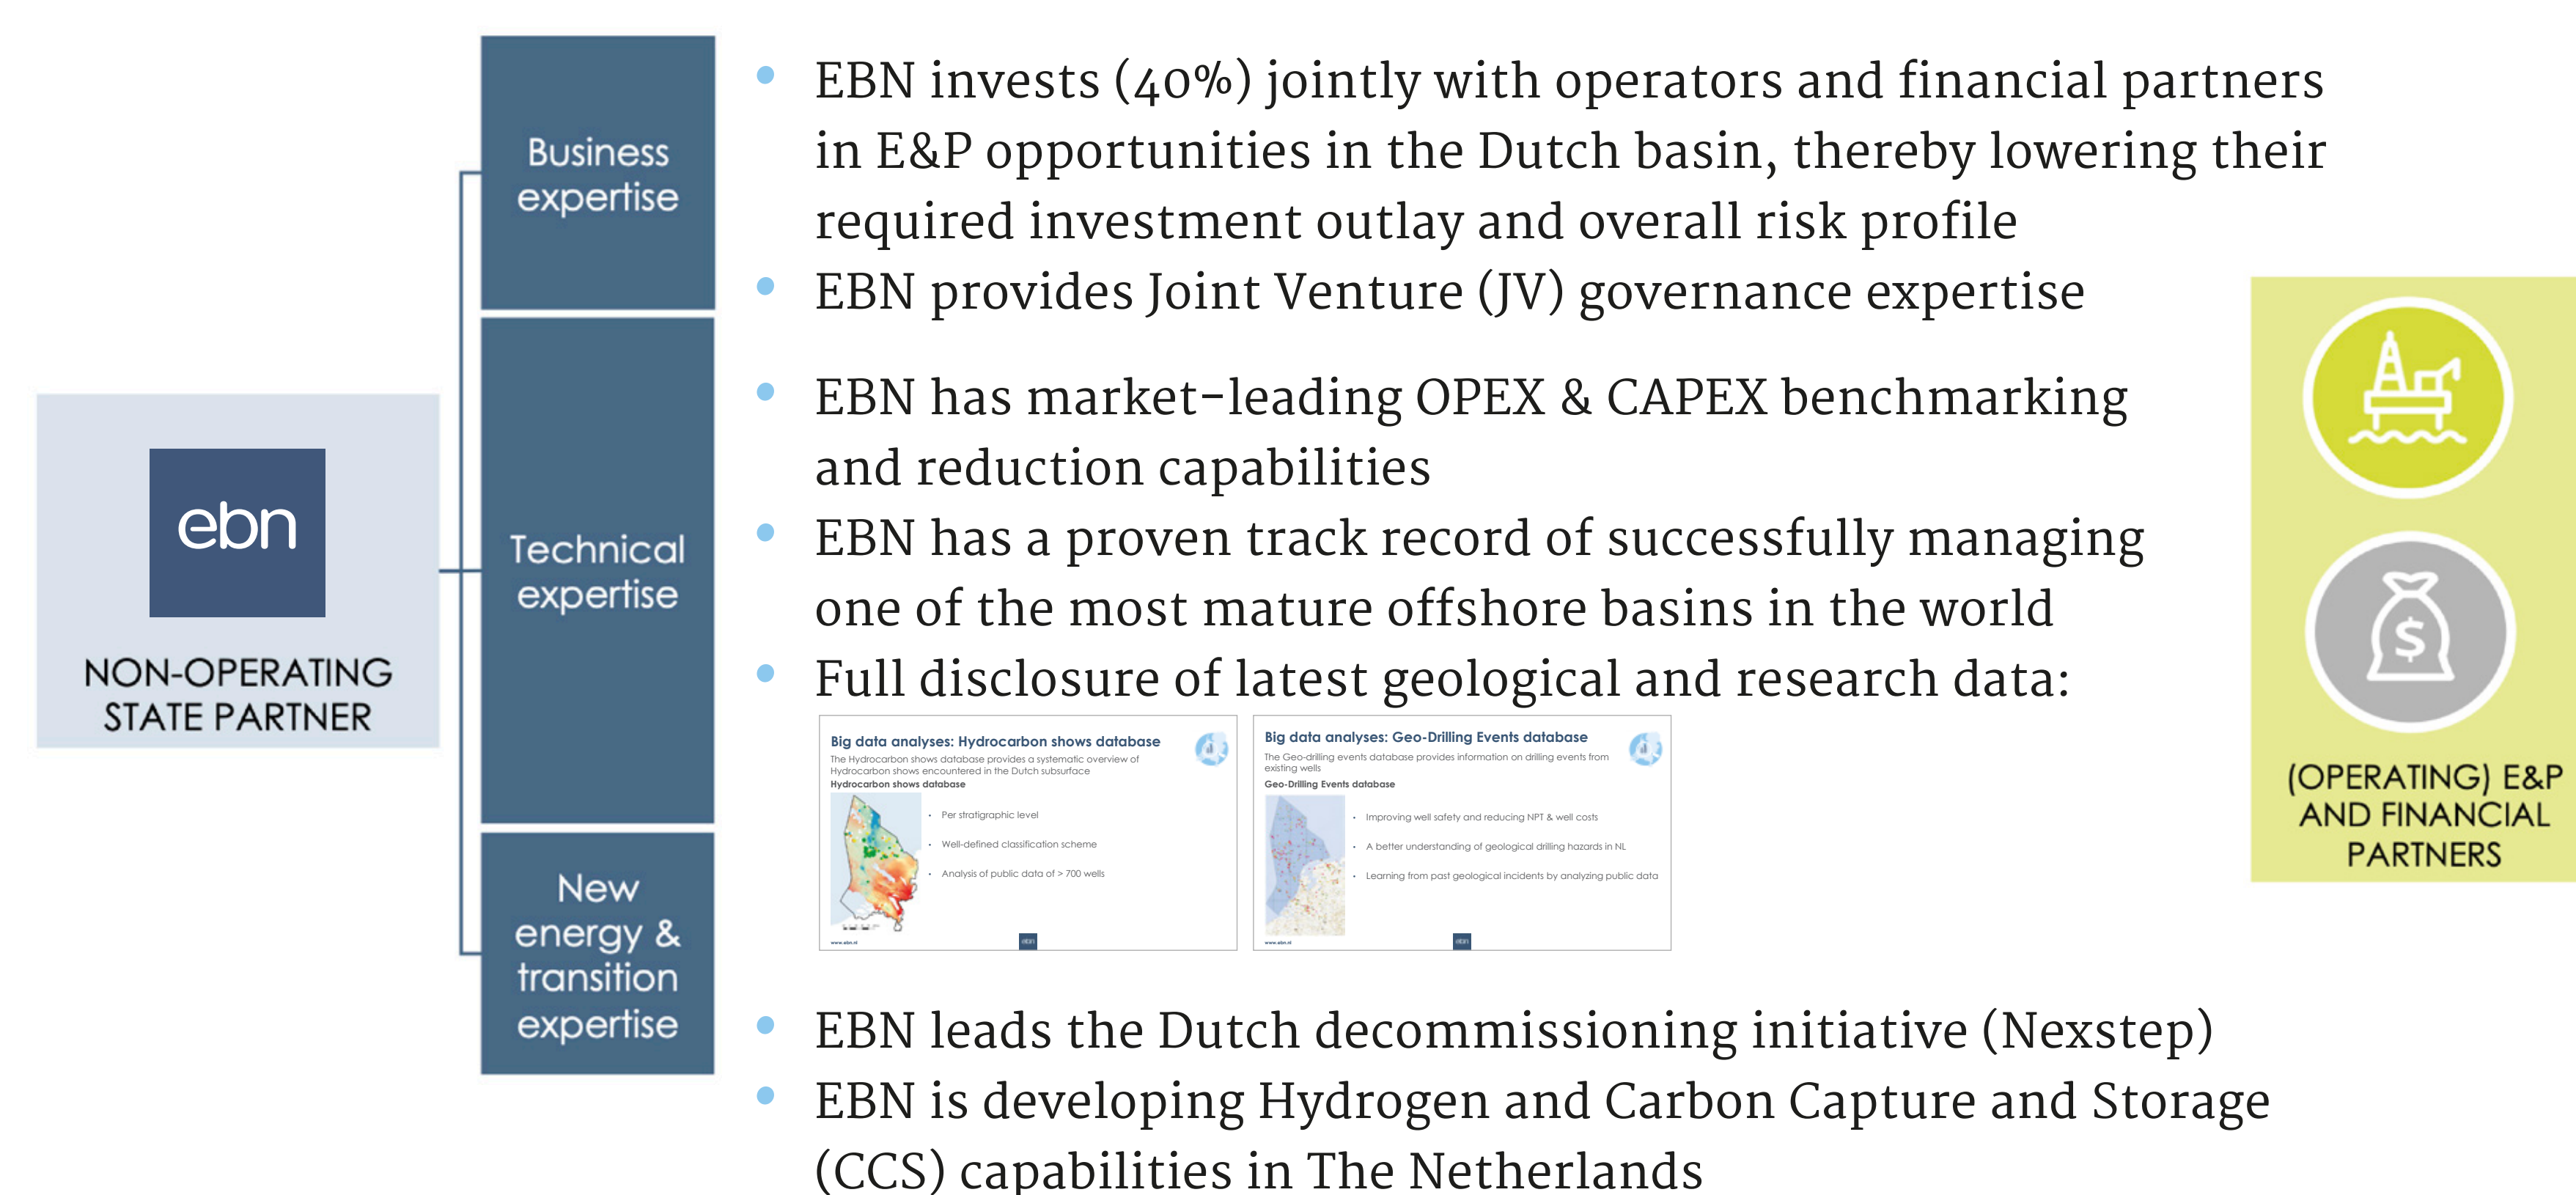 ebn
NON-OPERATING
STATE PARTNER
Business
expertise
• EBN invests (40%) jointly with operators and financial partners
in E&P opportunities in the Dutch basin, thereby lowering their
required investment outlay and overall risk profile
• EBN provides Joint Venture (JV) governance expertise
Technical
expertise
• EBN has market-leading OPEX & CAPEX benchmarking
and reduction capabilities
• EBN has a proven track record of successfully managing
one of the most mature offshore basins in the world
• Full disclosure of latest geological and research data:
Big data analyses: Hydrocarbon shows database
The Hydrocarbon shows database provides a systematic overview of
Hydrocarbon shows encountered in the Dutch subsurface
Hydrocarbon shows database
• Per stratigraphic level
• Well-defined classification scheme
• Analysis of public data of > 700 wells
www.ebn.nl
ebn
Big data analyses: Geo-Drilling Events database
The Geo-drilling events database provides information on drilling events from
existing wells
Geo-Drilling Events database
• Improving well safety and reducing NPT & well costs
• A better understanding of geological drilling hazards in NL
• Learning from past geological incidents by analyzing public data
www.ebn.nl
ebn
New
energy &
transition
expertise
• EBN leads the Dutch decommissioning initiative (Nexstep)
• EBN is developing Hydrogen and Carbon Capture and Storage
(CCS) capabilities in The Netherlands
$
(OPERATING) E&P
AND FINANCIAL
PARTNERS